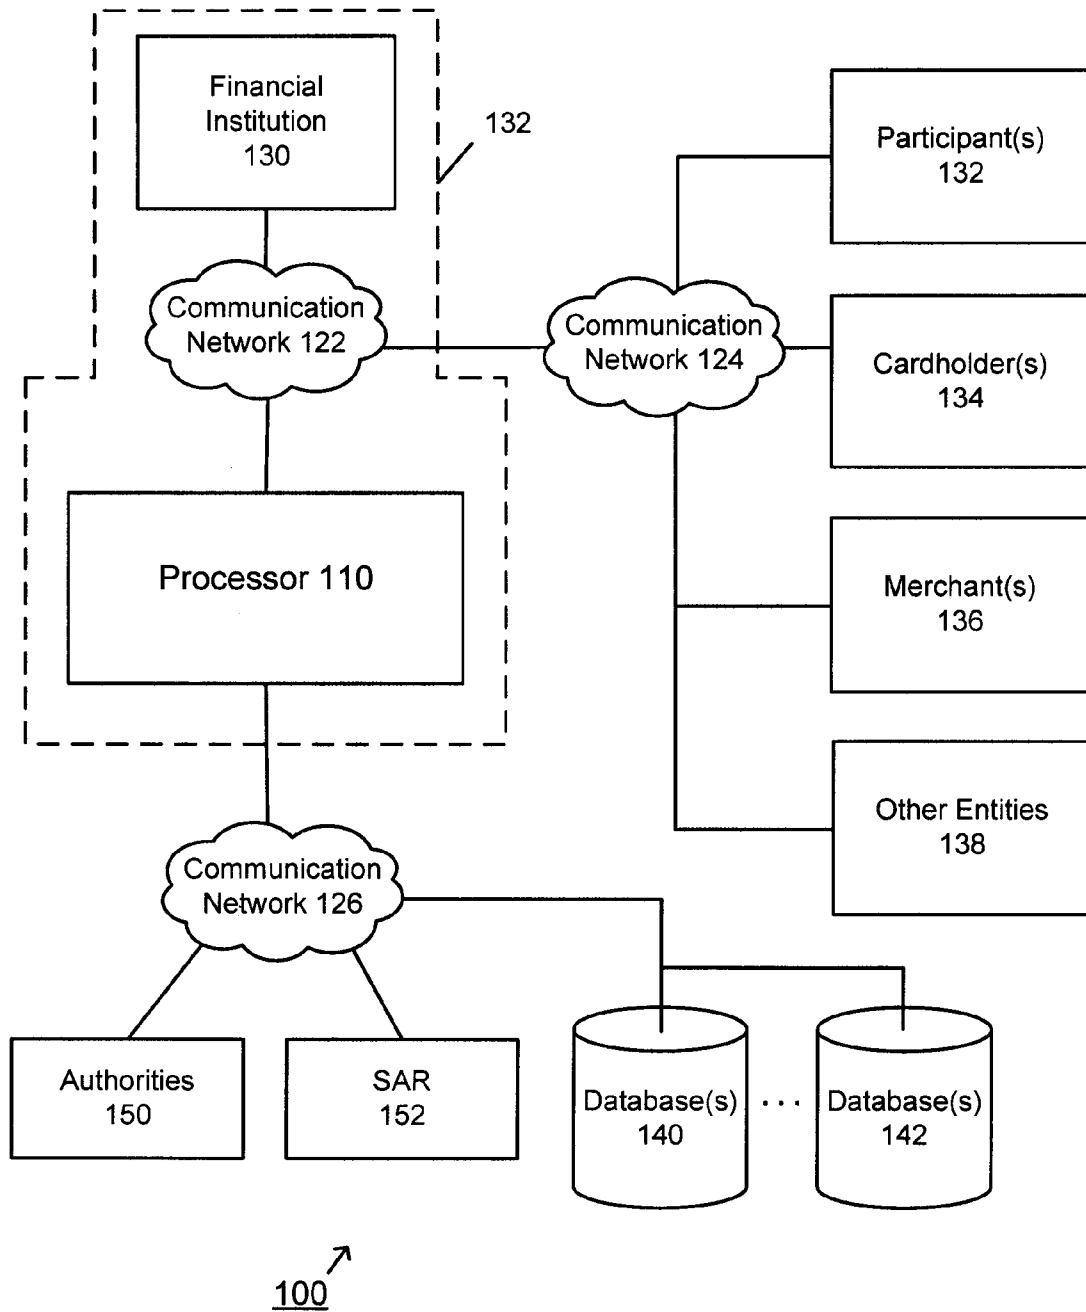 Financial
Institution
130
132
Participant(s)
132
Communication
Network 122
Communication
Network 124
Cardholder(s)
134
Processor 110
Merchant(s)
136
Other Entities
138
Communication
Network 126
Authorities
150
SAR
152
Database(s)
140
. . .
Database(s)
142
100